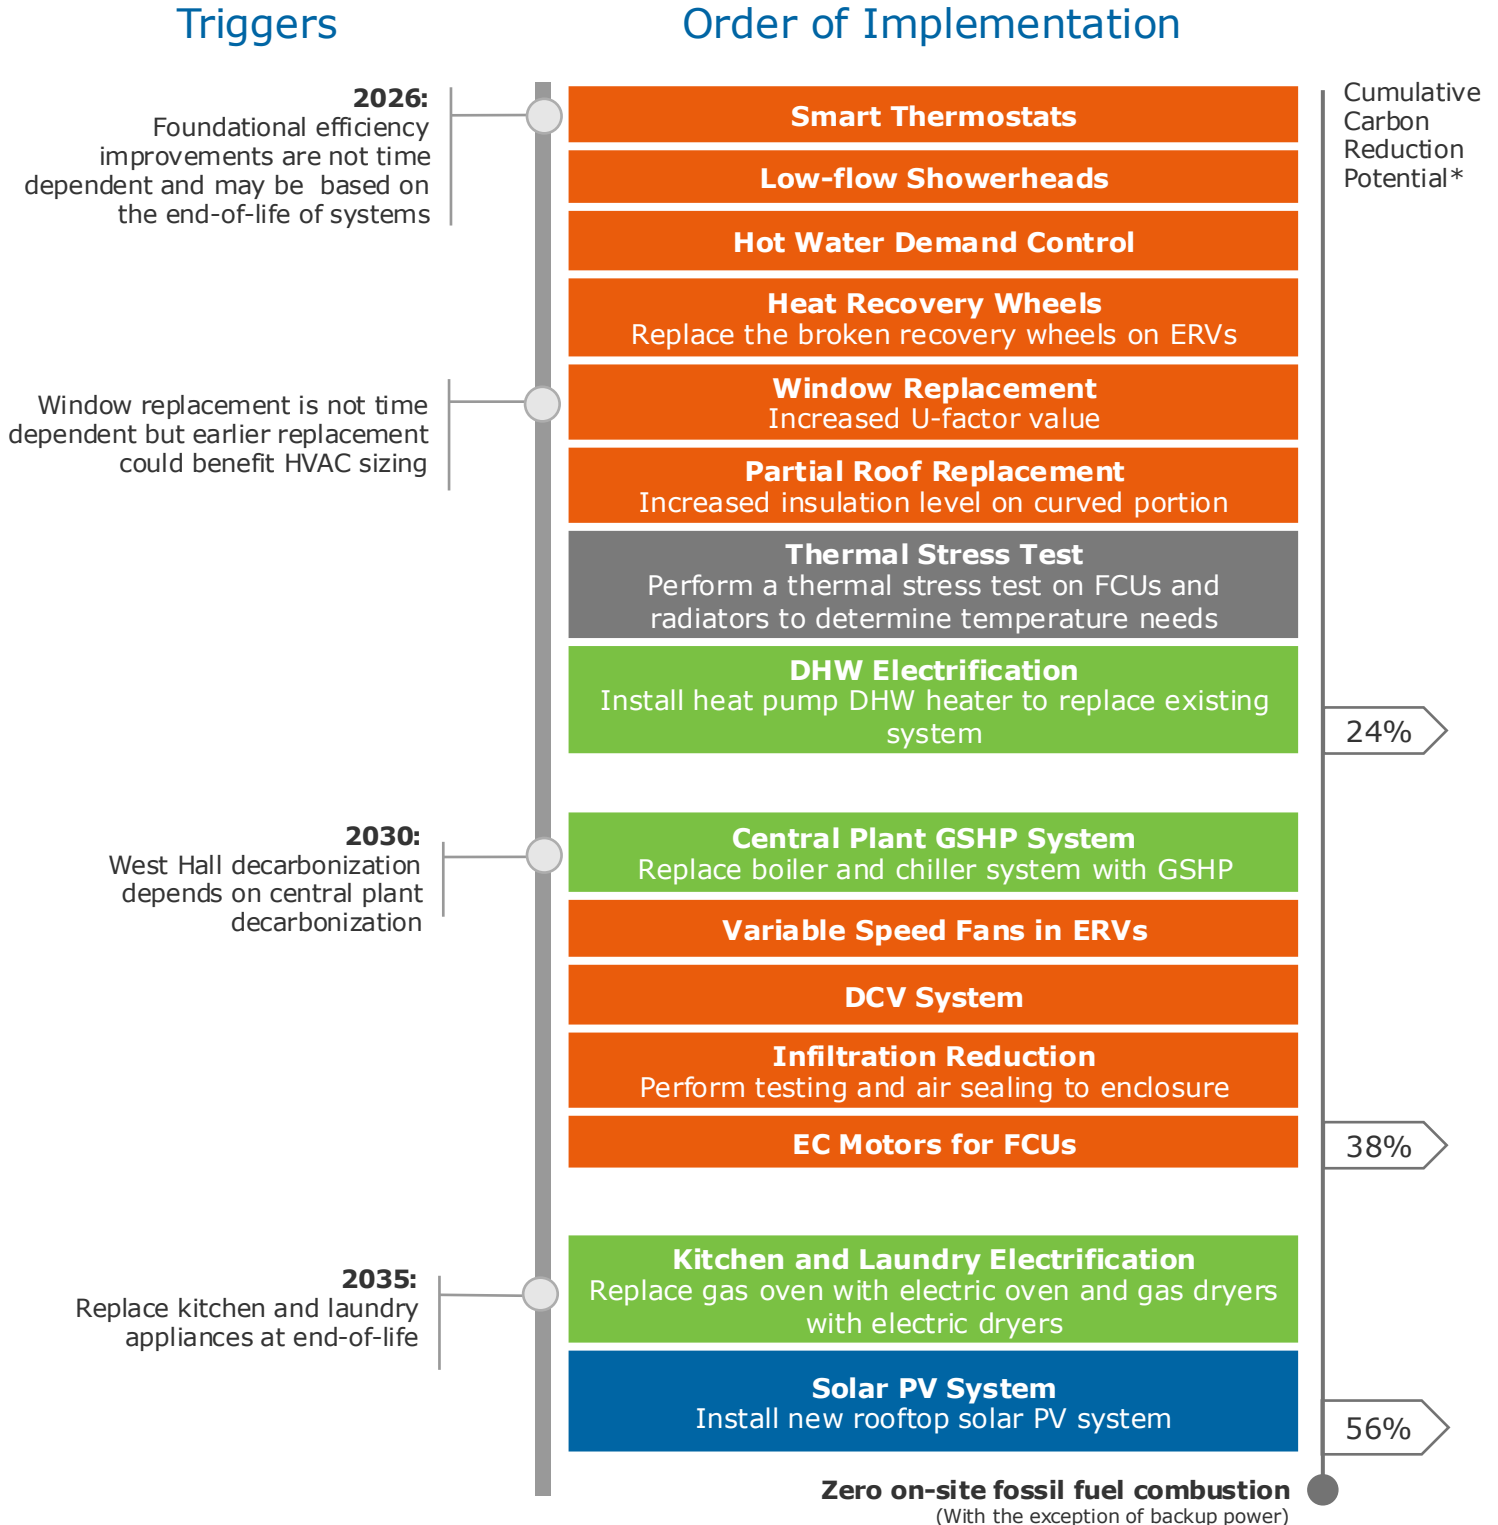 Triggers
Order of Implementation
2026:
Foundational efficiency
improvements are not time
dependent and may be based on
the end-of-life of systems
Smart Thermostats
Low-flow Showerheads
Hot Water Demand Control
Heat Recovery Wheels
Replace the broken recovery wheels on ERVs
Window replacement is not time
dependent but earlier replacement
could benefit HVAC sizing
Window Replacement
Increased U-factor value
Partial Roof Replacement
Increased insulation level on curved portion
Thermal Stress Test
Perform a thermal stress test on FCUs and
radiators to determine temperature needs
DHW Electrification
Install heat pump DHW heater to replace existing
system
2030:
West Hall decarbonization
depends on central plant
decarbonization
Central Plant GSHP System
Replace boiler and chiller system with GSHP
Variable Speed Fans in ERVs
DCV System
Infiltration Reduction
Perform testing and air sealing to enclosure
EC Motors for FCUs
2035:
Replace kitchen and laundry
appliances at end-of-life
Kitchen and Laundry Electrification
Replace gas oven with electric oven and gas dryers
with electric dryers
Solar PV System
Install new rooftop solar PV system
Cumulative
Carbon
Reduction
Potential*
24%
38%
56%
Zero on-site fossil fuel combustion
(With the exception of backup power)